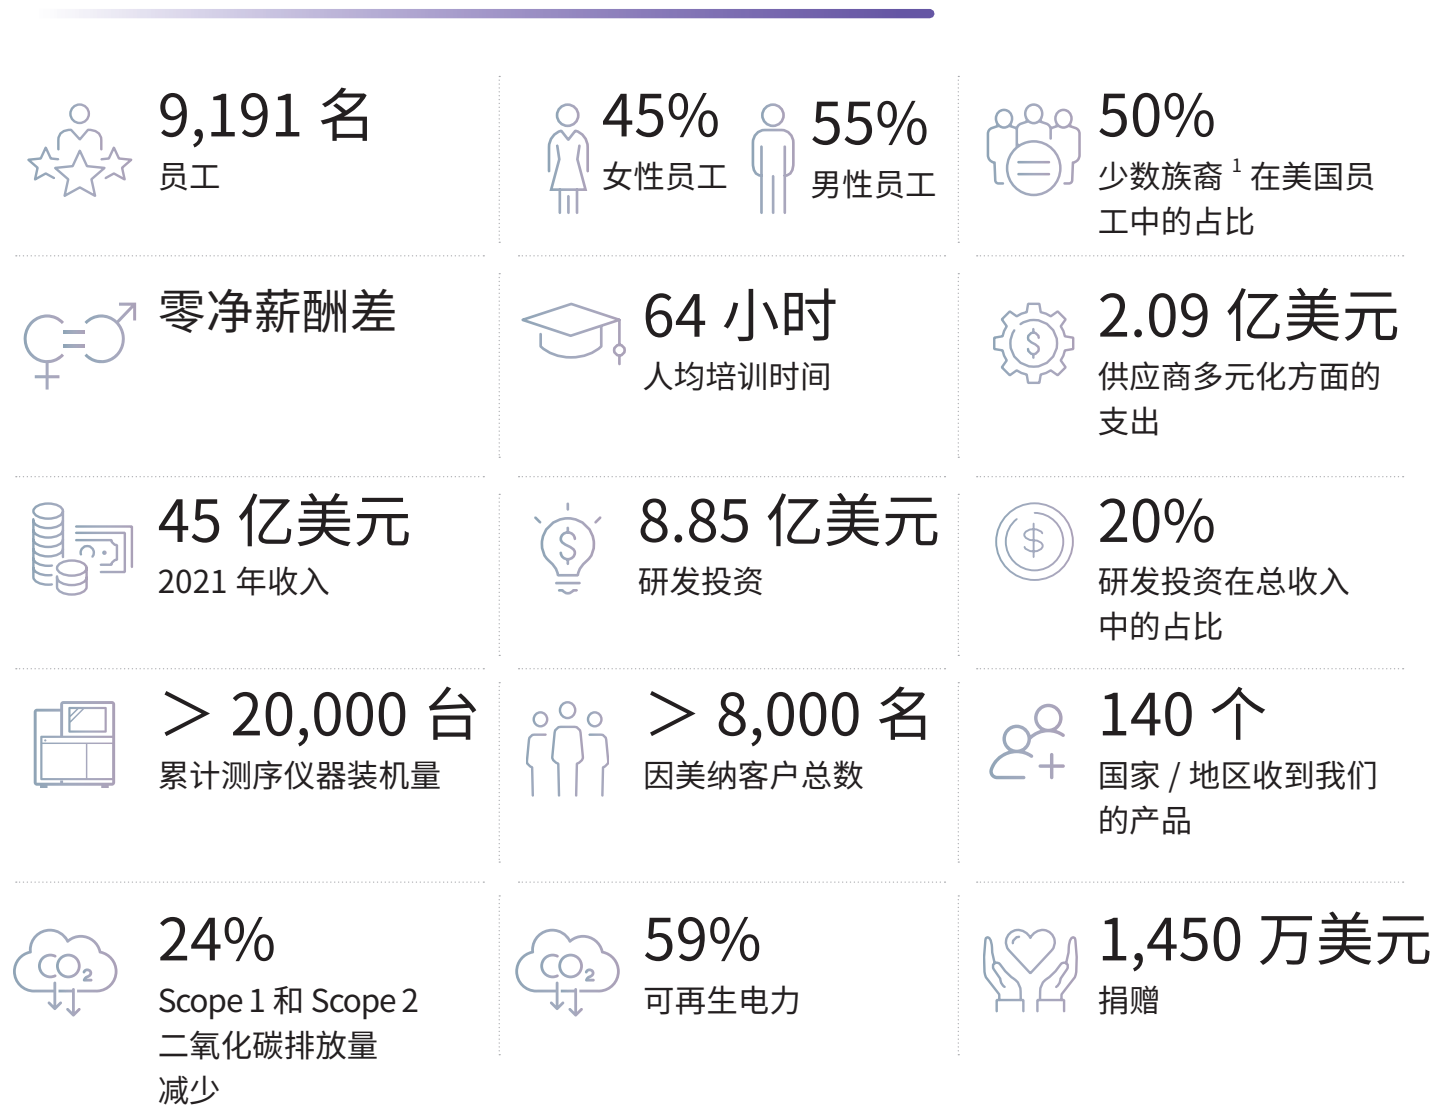 9,191 名
员工
45%
女性员工
55%
男性员工
50%
少数族裔 1 在美国员
工中的占比
零净薪酬差
64 小时
人均培训时间
2.09 亿美元
供应商多元化方面的
支出
45 亿美元
2021 年收入
8.85 亿美元
研发投资
20%
研发投资在总收入
中的占比
＞ 20,000 台
累计测序仪器装机量
＞ 8,000 名
因美纳客户总数
140 个
国家 / 地区收到我们
的产品
CO2
24%
Scope 1 和 Scope 2
二氧化碳排放量
减少
CO2
59%
可再生电力
1,450 万美元
捐赠